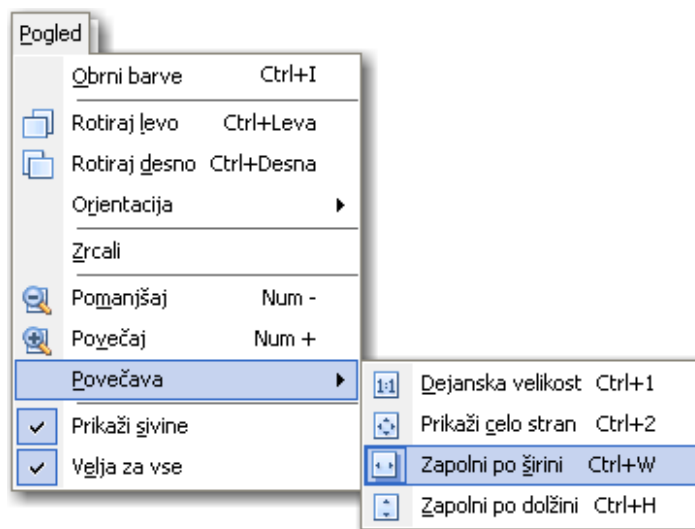 Pogled
Obrni barve Ctrl+I
Rotiraj levo Ctrl+Leva
Rotiraj desno Ctrl+Desna
Orientacija
Zrcali
Pomanjšaj Num -
Povečaj Num +
Povečava
Prikaži sivine
Velja za vse
1:1 Dejanska velikost Ctrl+1
Prikaži celo stran Ctrl+2
Zapolni po širini Ctrl+W
Zapolni po dolžini Ctrl+H